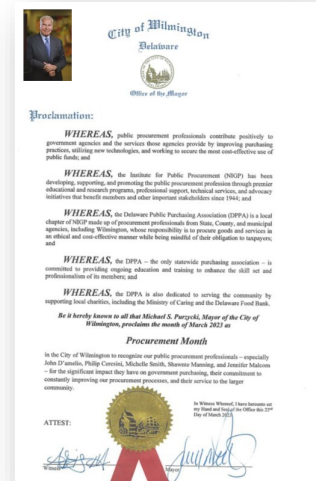 City of Wilmington
Delaware
Office of the Mayor
Proclamation:
WHEREAS, public procurement professionals contribute positively to
government agencies and the services those agencies provide by improving purchasing
practices, utilizing new technologies, and working to secure the most cost-effective use of
public funds; and
WHEREAS, the Institute for Public Procurement (NIGP) has been
developing, supporting, and promoting the public procurement profession through premier
educational and research programs, professional support, technical services, and advocacy
initiatives that benefit members and other important stakeholders since 1944; and
WHEREAS, the Delaware Public Purchasing Association (DPPA) is a local
chapter of NIGP made up of procurement professionals from State, County, and municipal
agencies, including Wilmington, whose responsibility is to procure goods and services in
an ethical and cost-effective manner while being mindful of their obligation to taxpayers;
and
WHEREAS, the DPPA – the only statewide purchasing association – is
committed to providing ongoing education and training to enhance the skill set and
professionalism of its members; and
WHEREAS, the DPPA is also dedicated to serving the community by
supporting local charities, including the Ministry of Caring and the Delaware Food Bank.
Be it hereby known to all that Michael S. Purzycki, Mayor of the City of
Wilmington, proclaims the month of March 2023 as
Procurement Month
in the City of Wilmington to recognize our public procurement professionals – especially
John D'amelio, Philip Ceresini, Michelle Smith, Shawnte Manning, and Jennifer Malcom
– for the significant impact they have on government purchasing, their commitment to
constantly improving our procurement processes, and their service to the larger
community.
In Witness Whereof, I have hereunto set
my Hand and Seal of the Office this 23rd
Day of March 2023.
ATTEST:
Witness
Mayor